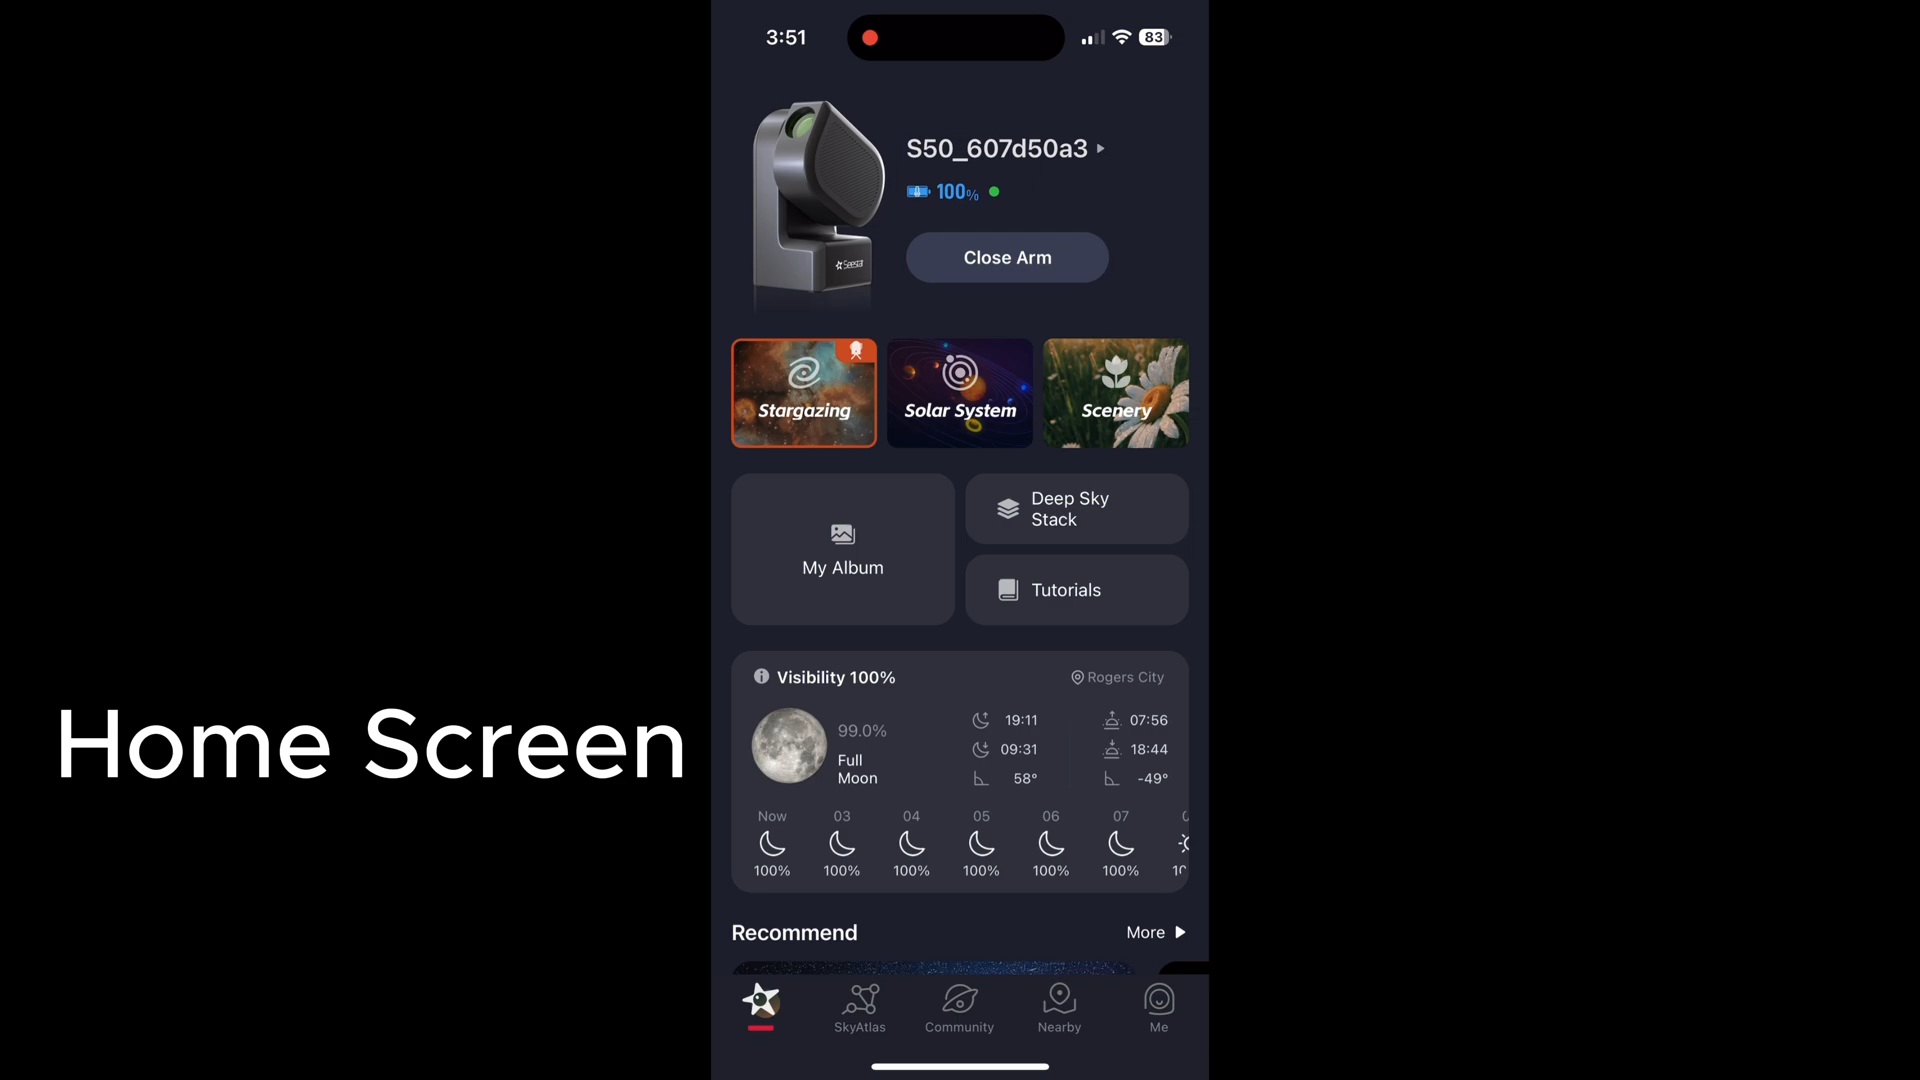 3:51
83
S50_607d50a3
100%
Close Arm
Seestar
Stargazing
Solar System
Scenery
My Album
Deep Sky
Stack
Tutorials
Visibility 100%
Rogers City
99.0%
Full
Moon
19:11
09:31
58°
07:56
18:44
-49°
Now 03 04 05 06 07
100% 100% 100% 100% 100% 100%
Recommend
More
SkyAtlas
Community
Nearby
Me
Home Screen